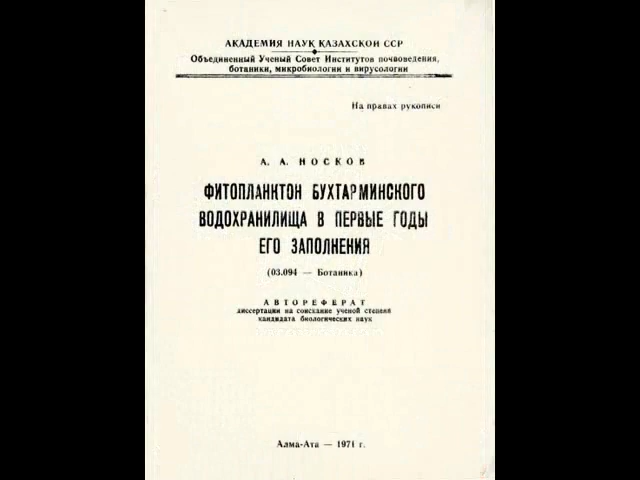 АКАДЕМИЯ НАУК КАЗАХСКОЙ ССР
Объединенный Ученый Совет Институтов почвоведения,
ботаники, микробиологии и вирусологии
На правах рукописи
А. А. НОСКОВ
ФИТОПЛАНКТОН БУХТАРМИНСКОГО
ВОДОХРАНИЛИЩА В ПЕРВЫЕ ГОДЫ
ЕГО ЗАПОЛНЕНИЯ
(03.094 — Ботаника)
АВТОРЕФЕРАТ
диссертации на соискание ученой степени
кандидата биологических наук
Алма-Ата — 1971 г.